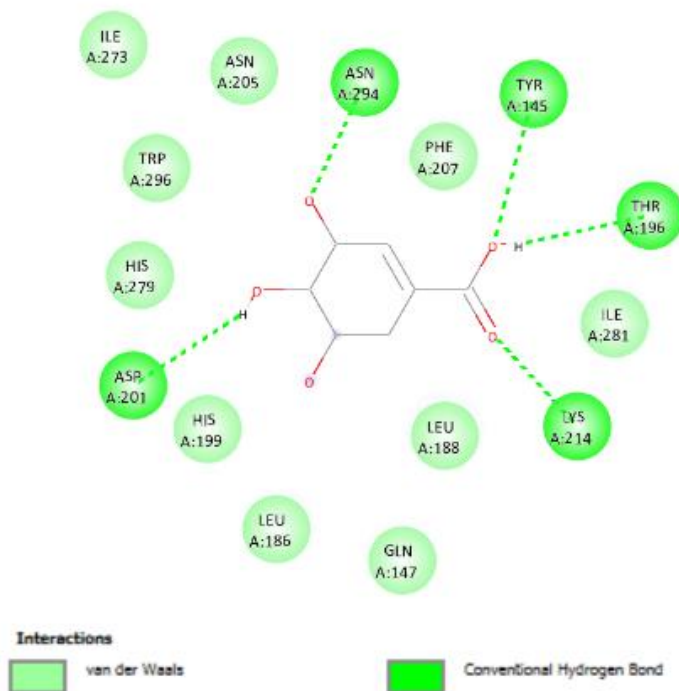 ILE
A:273
ASN
A:205
ASN
A:294
TYR
A:145
PHE
A:207
TRP
A:296
THR
A:196
O
O- H
HIS
A:279
O
H
ILE
A:281
O
ASP
A:201
O
HIS
A:199
LEU
A:188
LYS
A:214
LEU
A:186
GLN
A:147
Interactions
van der Waals
Conventional Hydrogen Bond